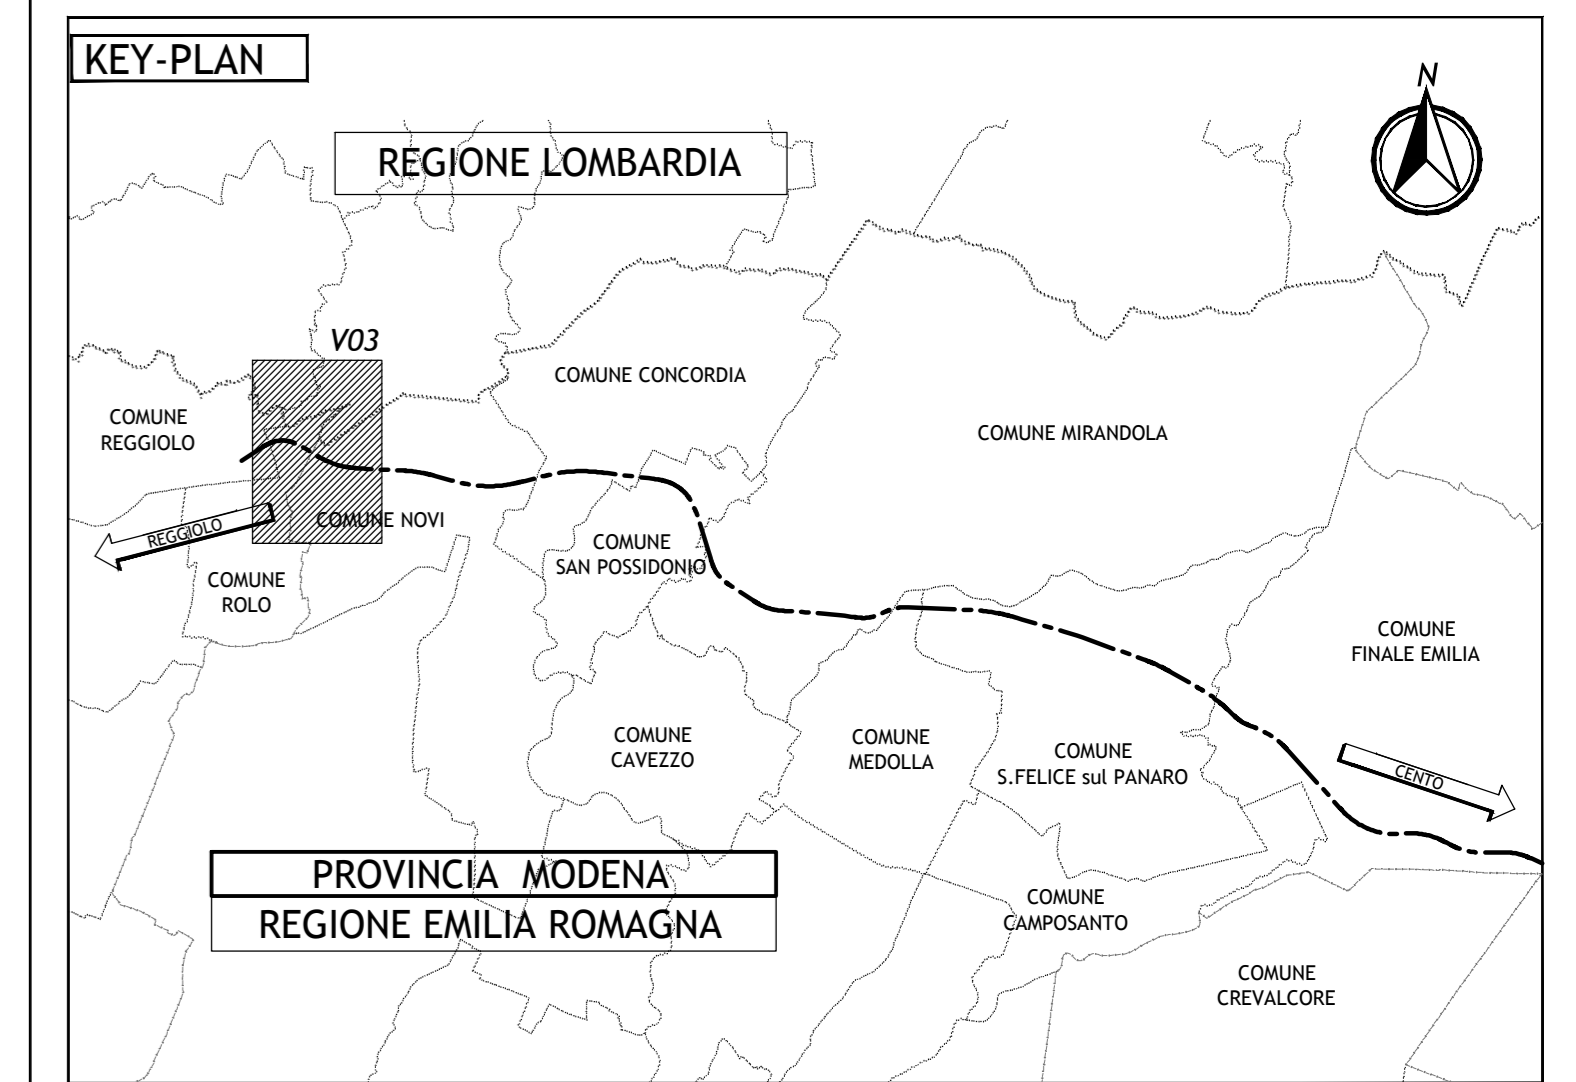 KEY-PLAN
N
REGIONE LOMBARDIA
V03
COMUNE CONCORDIA
COMUNE
REGGIOLO
COMUNE MIRANDOLA
COMUNE NOVI
REGGIOLO
COMUNE
SAN POSSIDONIO
COMUNE
ROLO
COMUNE
FINALE EMILIA
COMUNE
CAVEZZO
COMUNE
MEDOLLA
COMUNE
S.FELICE sul PANARO
CENTO
PROVINCIA MODENA
REGIONE EMILIA ROMAGNA
COMUNE
CAMPOSANTO
COMUNE
CREVALCORE